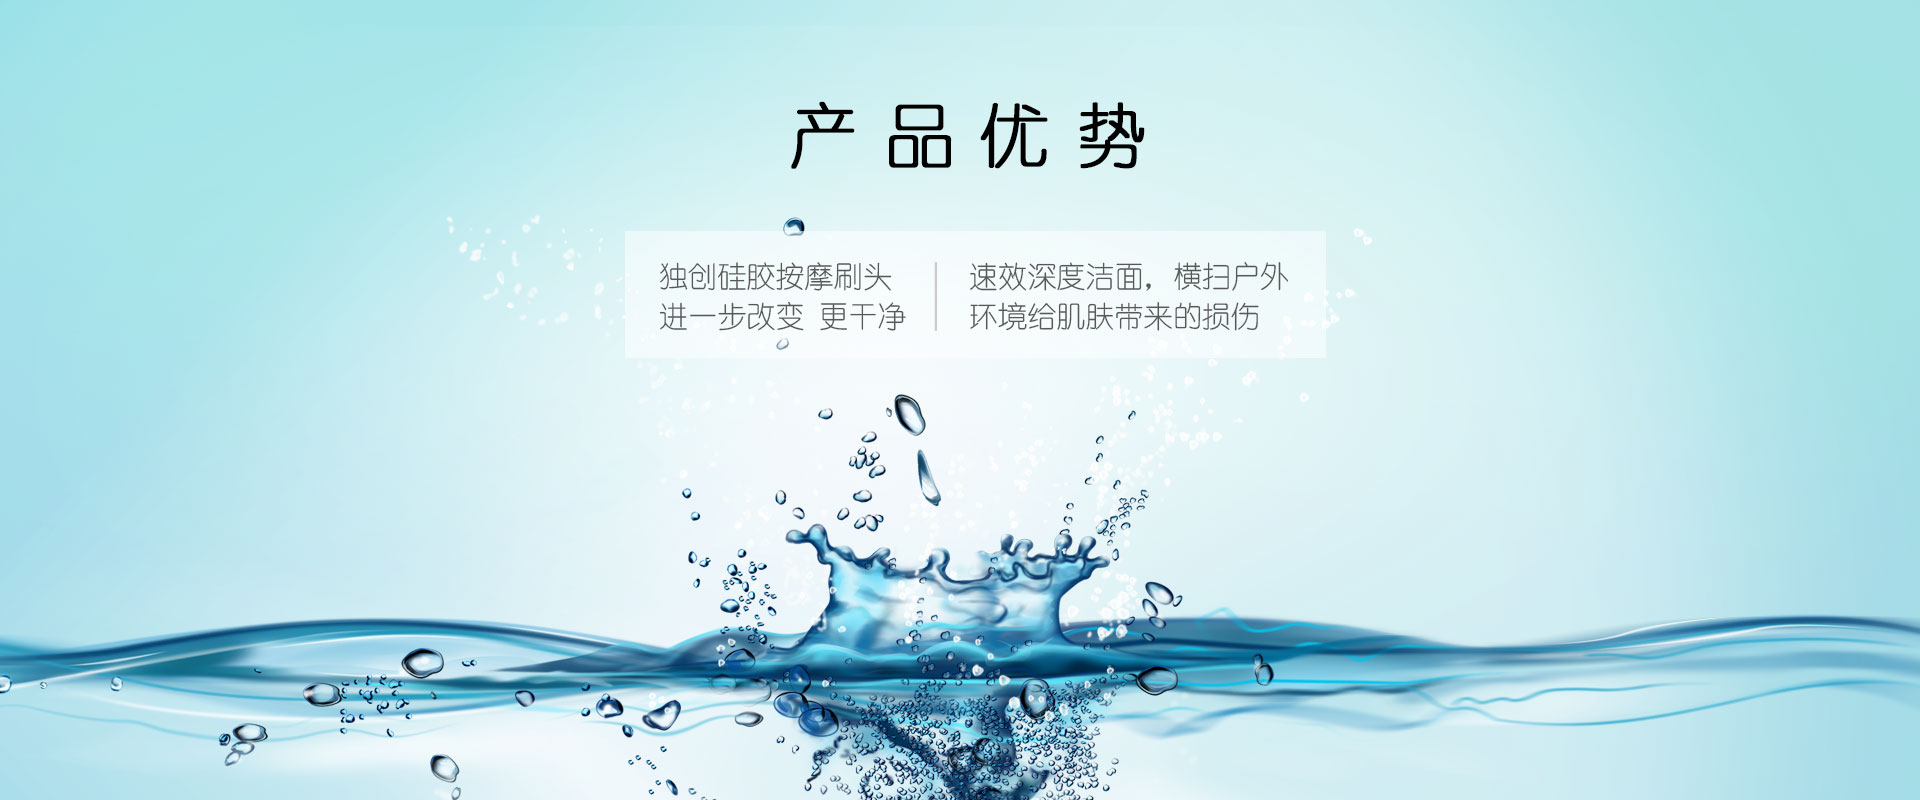 产品优势
独创硅胶按摩刷头
进一步改变 更干净
速效深度洁面，横扫户外
环境给肌肤带来的损伤